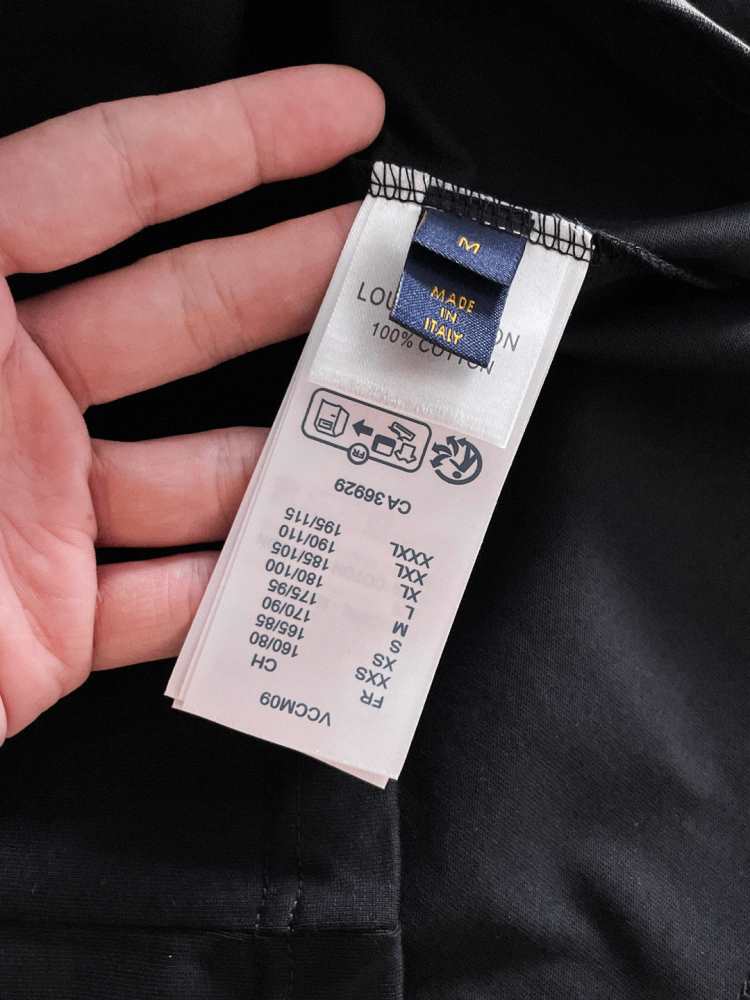 M
MADE
IN
ITALY
LOU ON
100% COTTON
VCCM09
FR CH
XXS 160/80
XS 165/85
S 170/90
M 175/95
L 180/100
XL 185/105
XXL 190/110
XXXL 195/115
CA 36929
FR